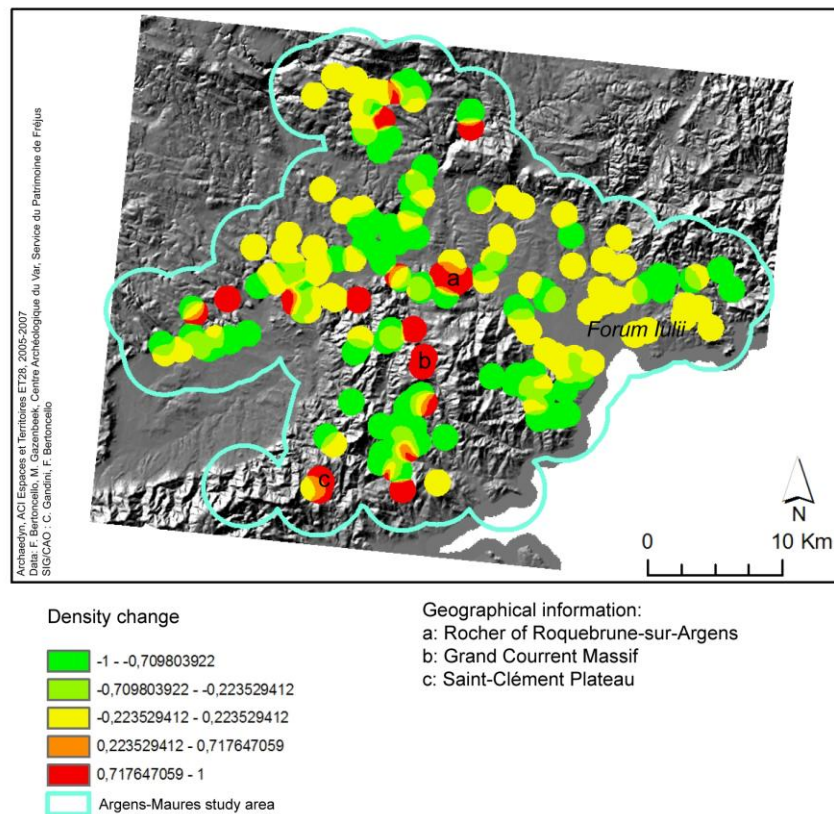 Archaedyn, ACI Espaces et Territoires ET28, 2005-2007
Data: F. Bertoncello, M. Gazenbeek, Centre Archéologique du Var, Service du Patrimoine de Fréjus
SIG/CAO : C. Gandini, F. Bertoncello
a
Forum Iulii
b
c
N
0 10 Km
Density change
-1 - -0,709803922
-0,709803922 - -0,223529412
-0,223529412 - 0,223529412
0,223529412 - 0,717647059
0,717647059 - 1
Argens-Maures study area
Geographical information:
a: Rocher of Roquebrune-sur-Argens
b: Grand Courrent Massif
c: Saint-Clément Plateau